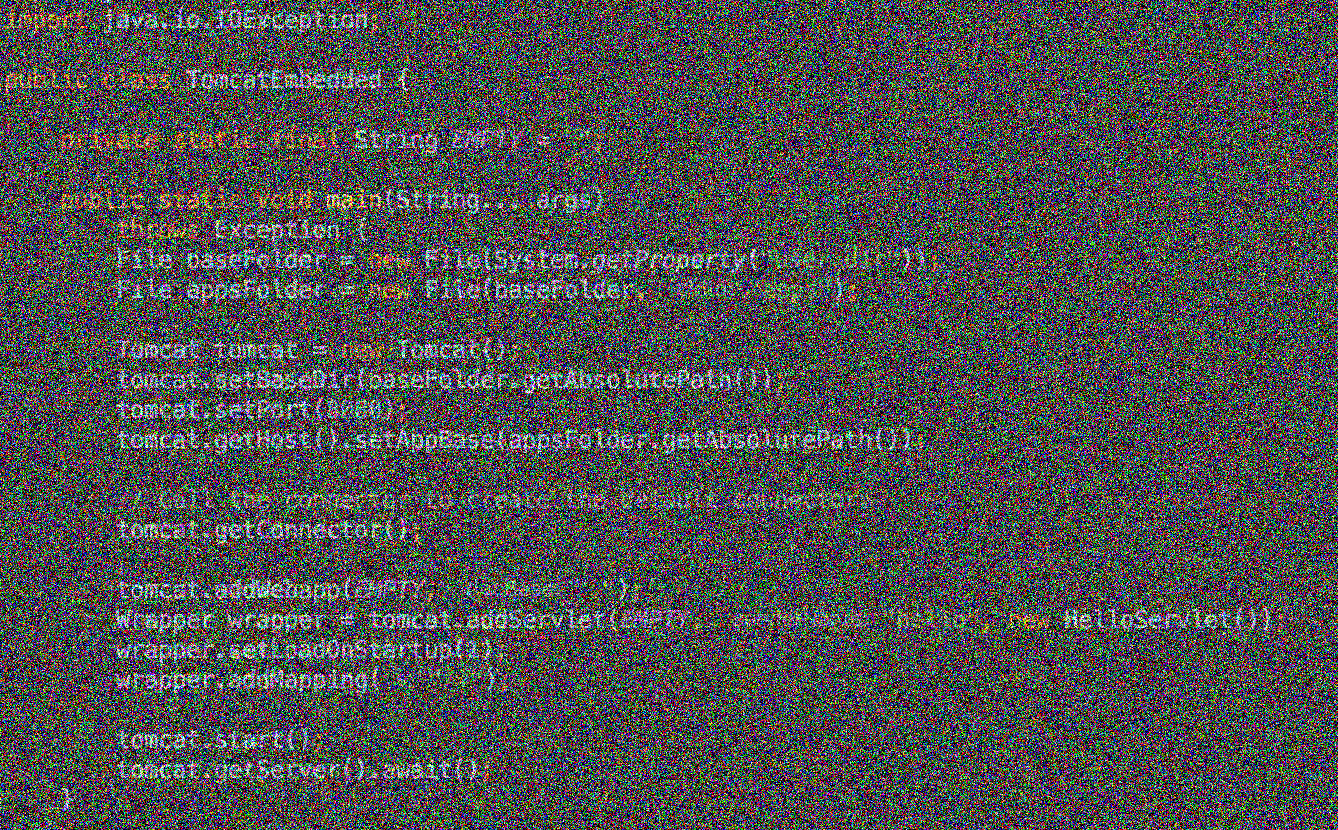 import java.io.IOException;
public class TomcatEmbedded {
private static final String EMPTY = "";
public static void main(String... args)
throws Exception {
File baseFolder = new File(System.getProperty("user.dir"));
File appsFolder = new File(baseFolder, "");
Tomcat tomcat = new Tomcat();
tomcat.setBaseDir(baseFolder.getAbsolutePath());
tomcat.setPort(8080);
tomcat.getHost().setAppBase(appsFolder.getAbsolutePath());
// Call the connector to create the default connector
tomcat.getConnector();
tomcat.addWebapp(EMPTY, );
Wrapper wrapper = tomcat.addServlet(EMPTY, new HelloServlet());
wrapper.setLoadOnStartup(1);
wrapper.addMapping( );
tomcat.start();
tomcat.getServer().await();
}